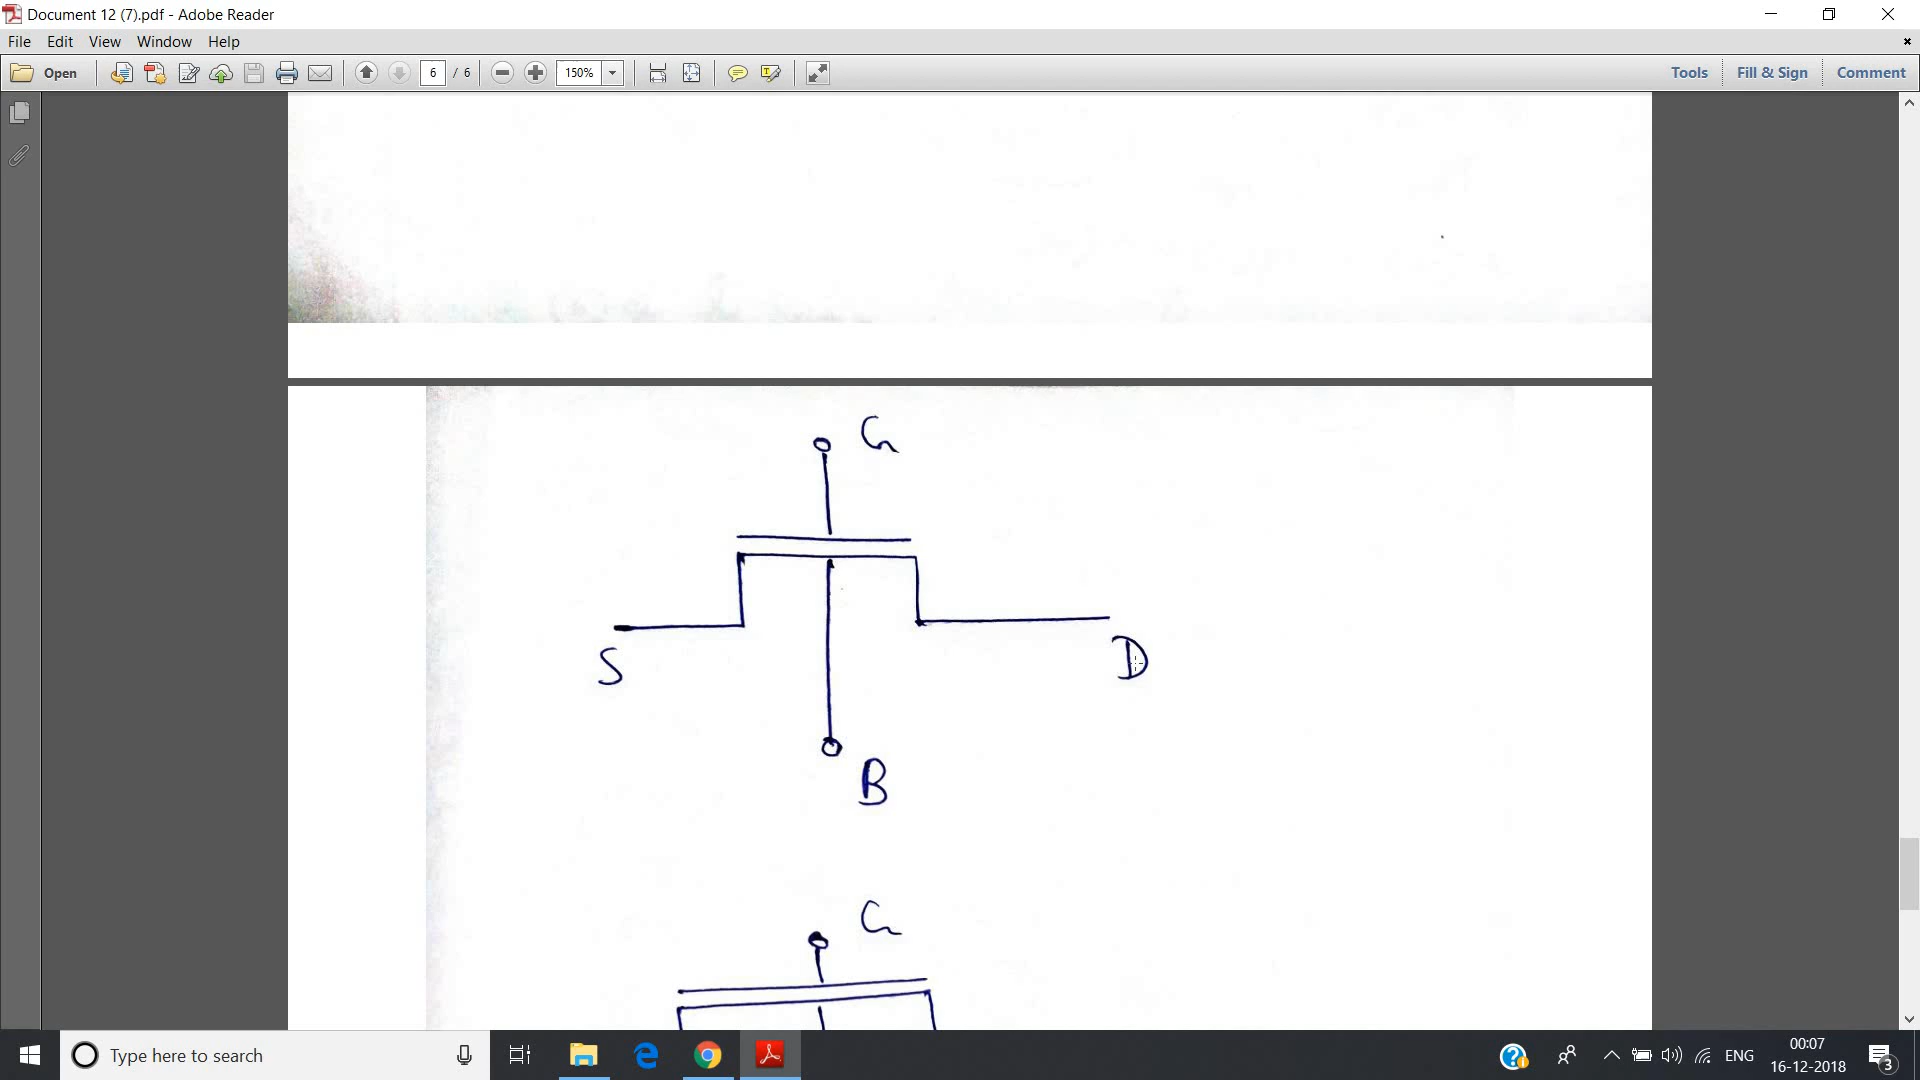 Document 12 (7).pdf - Adobe Reader
File Edit View Window Help
Open 6 / 6 150% Tools Fill & Sign Comment
G
S
D
B
G
Type here to search
ENG
00:07
16-12-2018
3